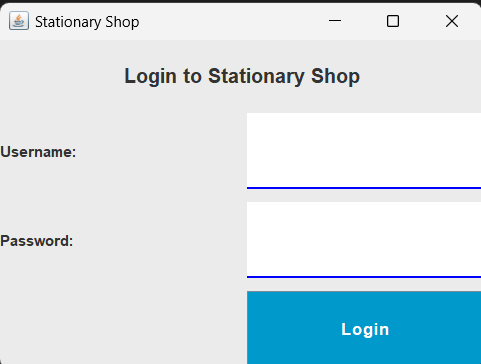 Stationary Shop
Login to Stationary Shop
Username:
Password:
Login